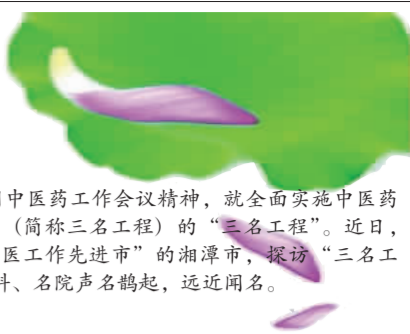 中医药工作会议精神，就全面实施中医药
（简称三名工程）的“三名工程”。近日，
医工作先进市”的湘潭市，探访“三名工
、名院声名鹊起，远近闻名。